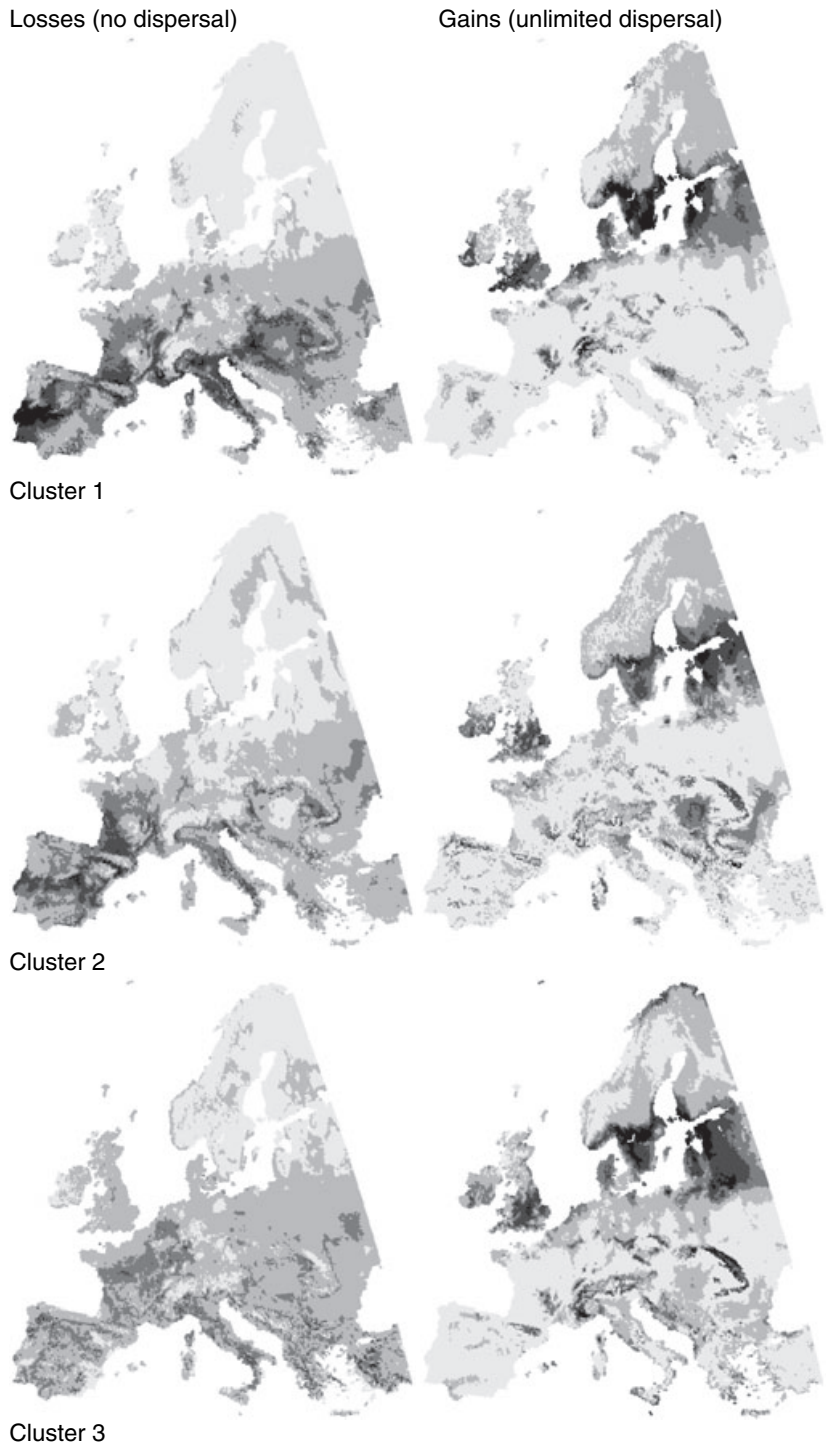 Losses (no dispersal)
Gains (unlimited dispersal)
Cluster 1
Cluster 2
Cluster 3